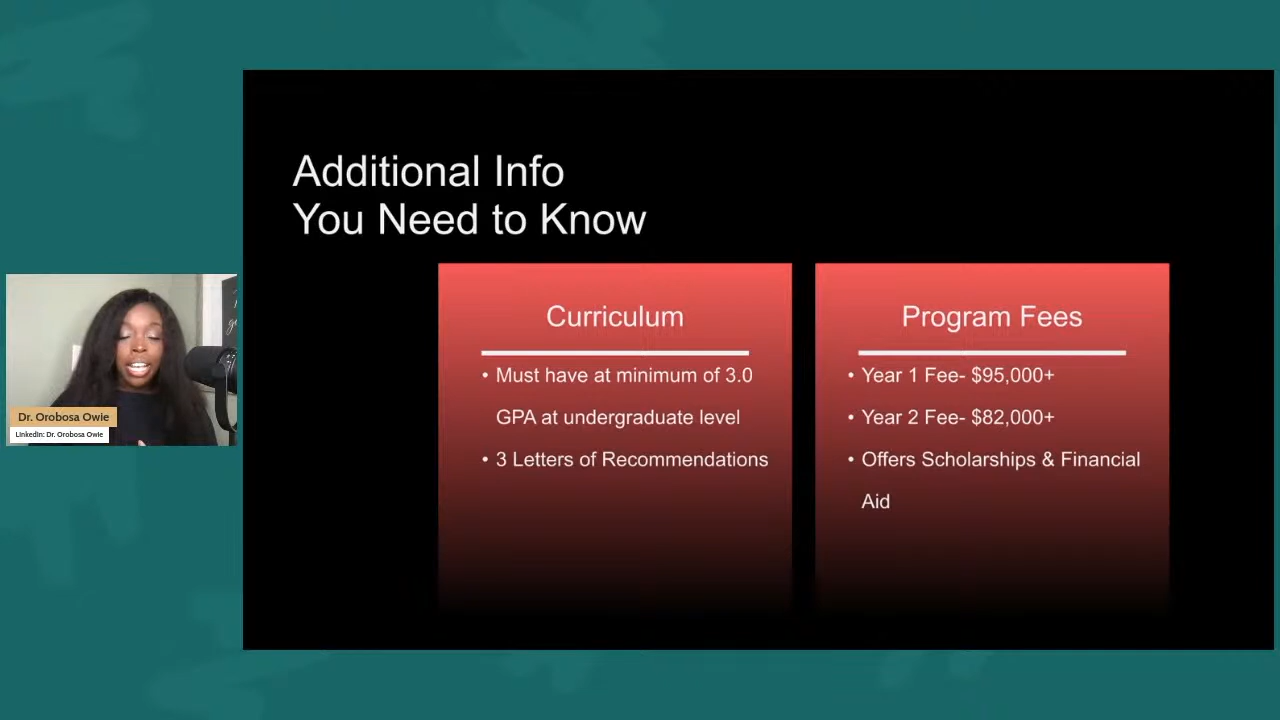 Additional Info
You Need to Know
Curriculum
• Must have at minimum of 3.0
GPA at undergraduate level
• 3 Letters of Recommendations
Program Fees
• Year 1 Fee- $95,000+
• Year 2 Fee- $82,000+
• Offers Scholarships & Financial
Aid
Dr. Orobosa Owie
LinkedIn: Dr. Orobosa Owie